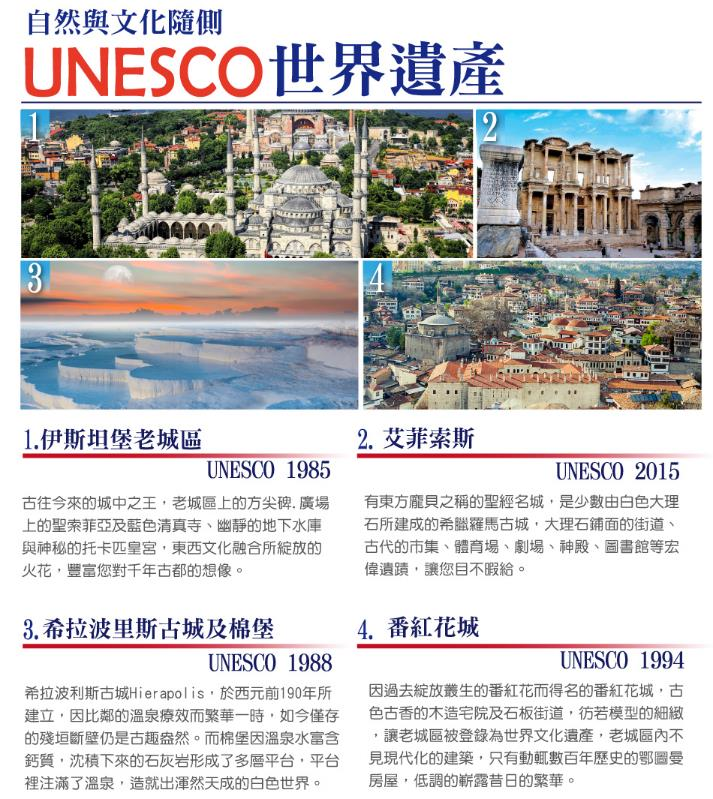 自然與文化隨側
UNESCO世界遺產
1
2
3
4
1.伊斯坦堡老城區
UNESCO 1985
古往今來的城中之王，老城區上的方尖碑.廣場
上的聖索菲亞及藍色清真寺、幽靜的地下水庫
與神秘的托卡匹皇宮，東西文化融合所綻放的
火花，豐富您對千年古都的想像。
2. 艾菲索斯
UNESCO 2015
有東方龐貝之稱的聖經名城，是少數由白色大理
石所建成的希臘羅馬古城，大理石鋪面的街道、
古代的市集、體育場、劇場、神殿、圖書館等宏
偉遺蹟，讓您目不暇給。
3.希拉波里斯古城及棉堡
UNESCO 1988
希拉波利斯古城Hierapolis，於西元前190年所
建立，因比鄰的溫泉療效而繁華一時，如今僅存
的殘垣斷壁仍是古趣盎然。而棉堡因溫泉水富含
鈣質，沈積下來的石灰岩形成了多層平台，平台
裡注滿了溫泉，造就出渾然天成的白色世界。
4. 番紅花城
UNESCO 1994
因過去綻放叢生的番紅花而得名的番紅花城，古
色古香的木造宅院及石板街道，彷若模型的細緻
，讓老城區被登錄為世界文化遺產，老城區內不
見現代化的建築，只有動輒數百年歷史的鄂圖曼
房屋，低調的嶄露昔日的繁華。